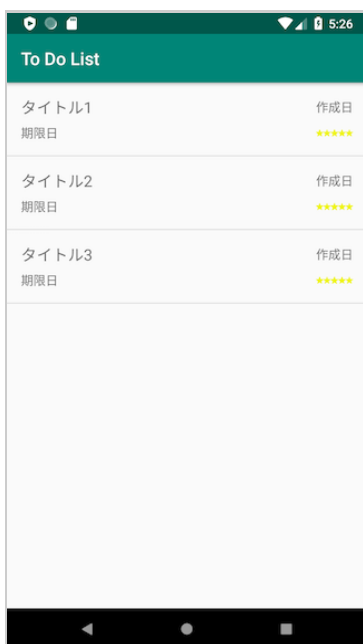 5:26
To Do List
タイトル1 作成日
期限日 ★★★★★
タイトル2 作成日
期限日 ★★★★★
タイトル3 作成日
期限日 ★★★★★